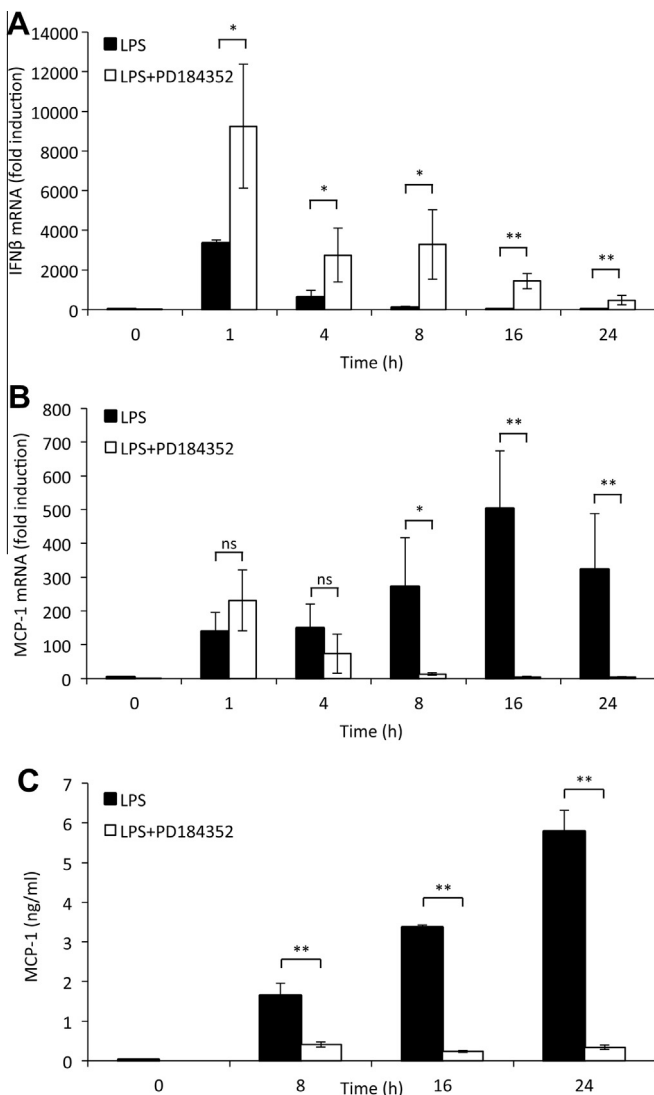 A
14000
12000
10000
8000
6000
4000
2000
0
IFNβ mRNA (fold induction)
LPS
LPS+PD184352
*
*
*
**
**
0 1 4 8 16 24
Time (h)
B
800
700
600
500
400
300
200
100
0
MCP-1 mRNA (fold induction)
LPS
LPS+PD184352
ns
ns
*
**
**
0 1 4 8 16 24
Time (h)
C
7
6
5
4
3
2
1
0
MCP-1 (ng/ml)
LPS
LPS+PD184352
**
**
**
0 8 16 24
Time (h)